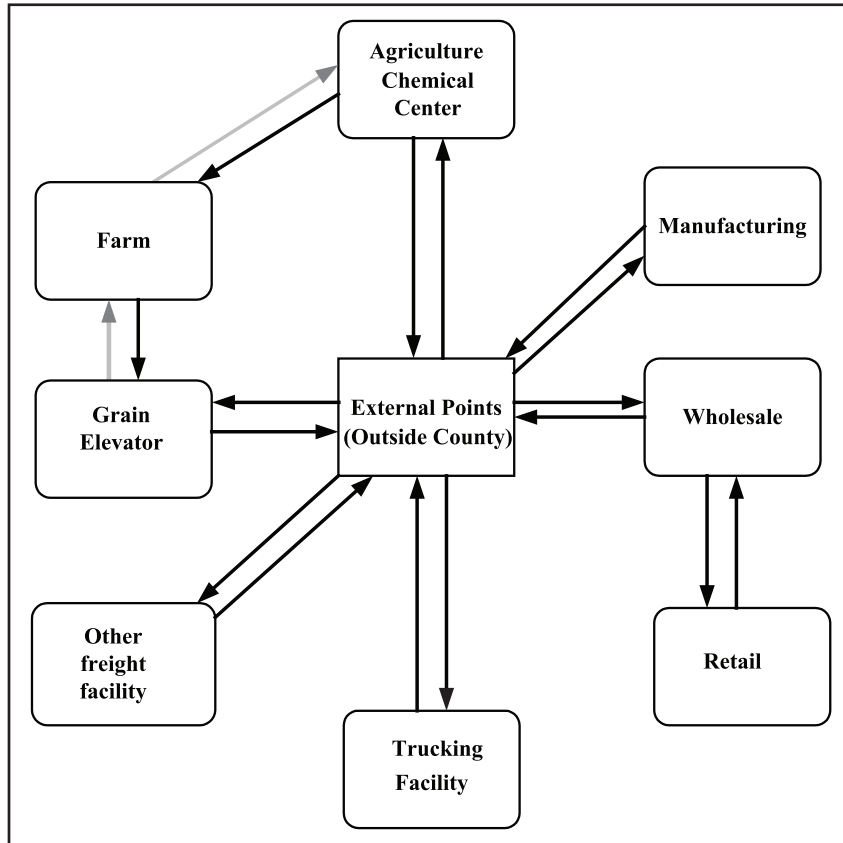 Agriculture
Chemical
Center
Farm
Manufacturing
Grain
Elevator
External Points
(Outside County)
Wholesale
Other
freight
facility
Retail
Trucking
Facility